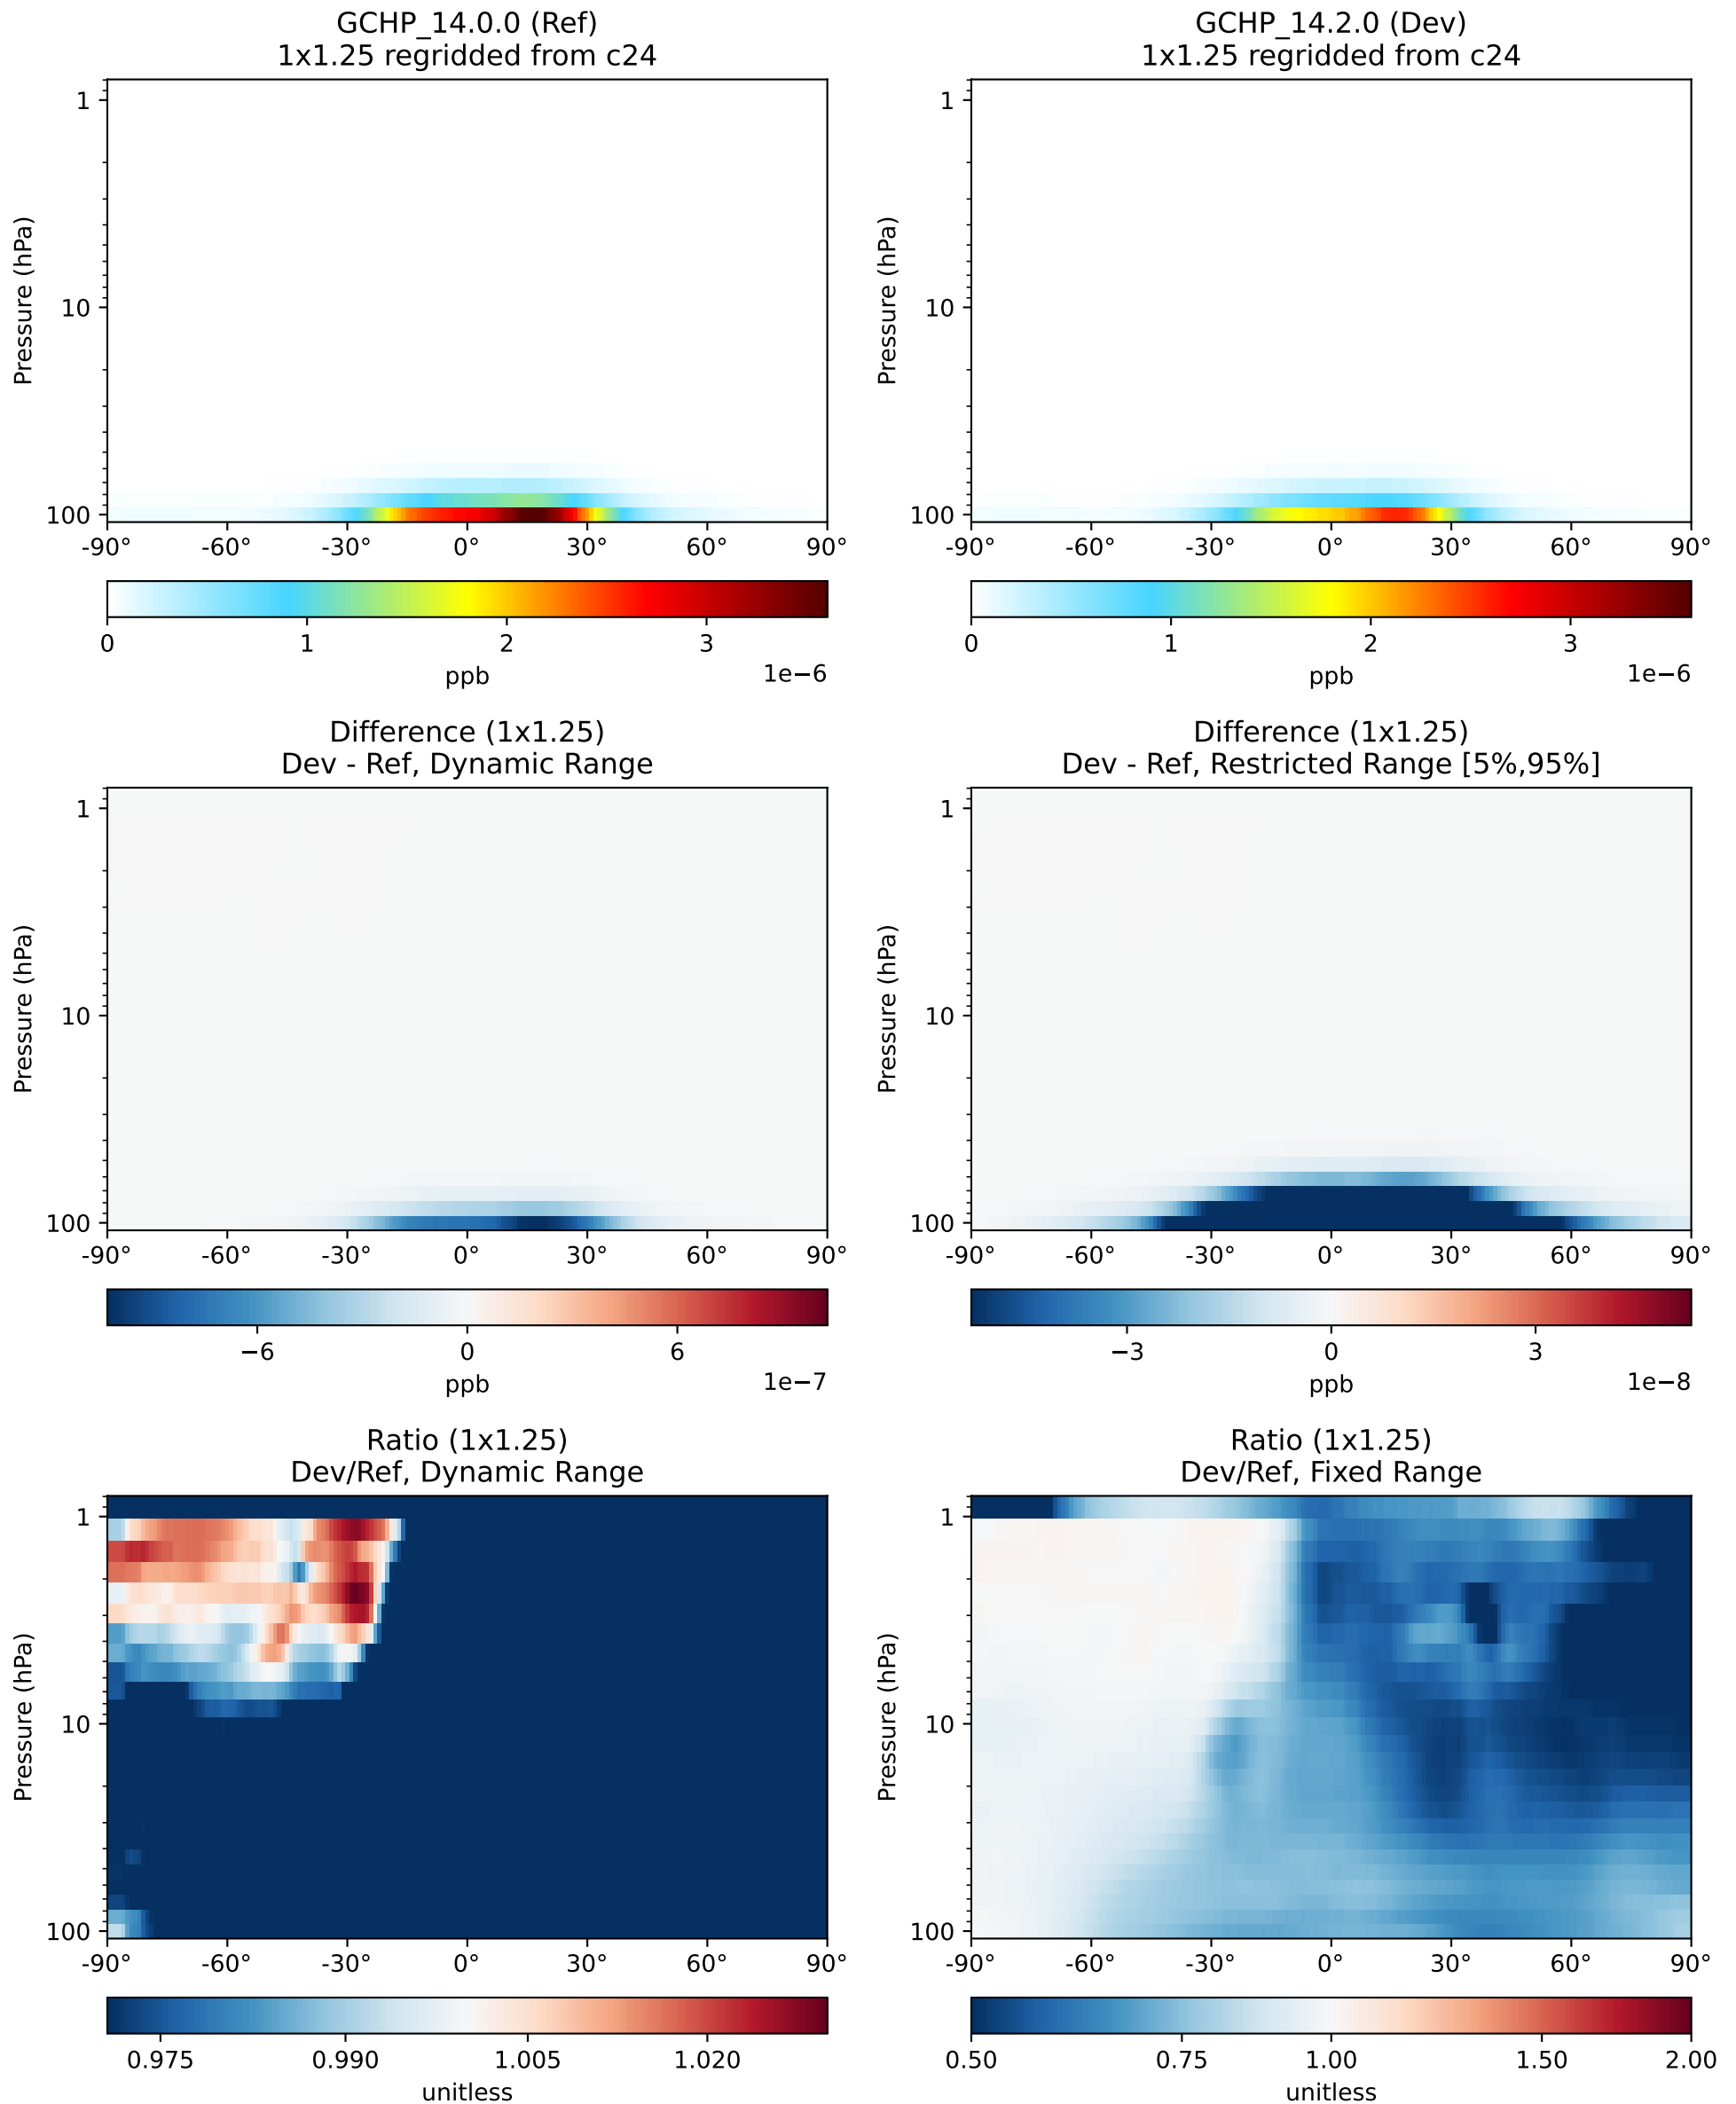 GCHP_14.0.0 (Ref)
1x1.25 regridded from c24
GCHP_14.2.0 (Dev)
1x1.25 regridded from c24
Pressure (hPa)
1
10
100
-90° -60° -30° 0° 30° 60° 90°
0 1 2 3
ppb
1e−6
Pressure (hPa)
1
10
100
-90° -60° -30° 0° 30° 60° 90°
0 1 2 3
ppb
1e−6
Difference (1x1.25)
Dev - Ref, Dynamic Range
Difference (1x1.25)
Dev - Ref, Restricted Range [5%,95%]
Pressure (hPa)
1
10
100
-90° -60° -30° 0° 30° 60° 90°
−6 0 6
ppb
1e−7
Pressure (hPa)
1
10
100
-90° -60° -30° 0° 30° 60° 90°
−3 0 3
ppb
1e−8
Ratio (1x1.25)
Dev/Ref, Dynamic Range
Ratio (1x1.25)
Dev/Ref, Fixed Range
Pressure (hPa)
1
10
100
-90° -60° -30° 0° 30° 60° 90°
0.975 0.990 1.005 1.020
unitless
Pressure (hPa)
1
10
100
-90° -60° -30° 0° 30° 60° 90°
0.50 0.75 1.00 1.50 2.00
unitless